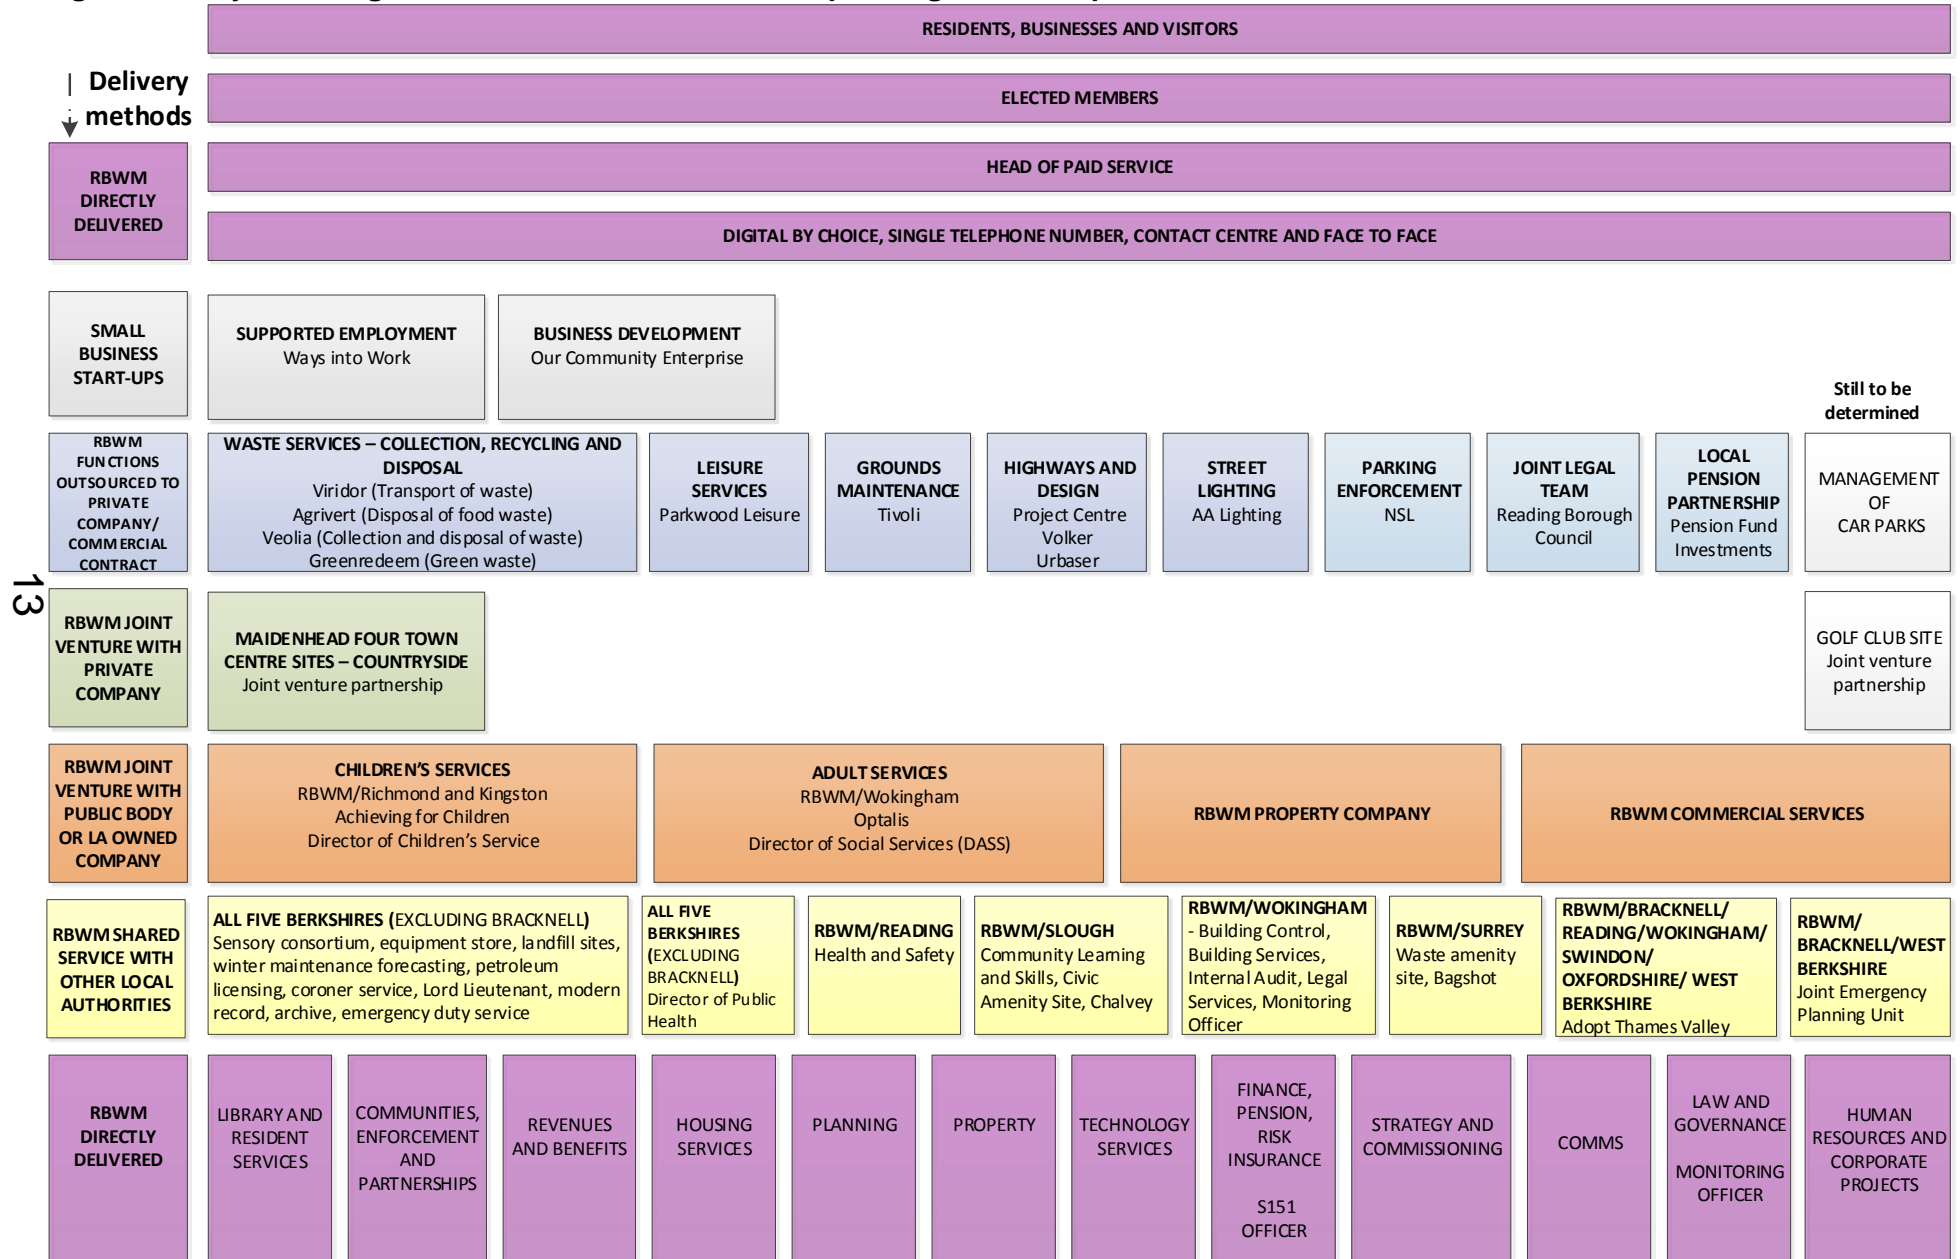 RESIDENTS, BUSINESSES AND VISITORS
Delivery
methods
ELECTED MEMBERS
RBWM
DIRECTLY
DELIVERED
HEAD OF PAID SERVICE
DIGITAL BY CHOICE, SINGLE TELEPHONE NUMBER, CONTACT CENTRE AND FACE TO FACE
SMALL
BUSINESS
START-UPS
SUPPORTED EMPLOYMENT
Ways into Work
BUSINESS DEVELOPMENT
Our Community Enterprise
Still to be
determined
RBWM
FUNCTIONS
OUTSOURCED TO
PRIVATE
COMPANY/
COMMERCIAL
CONTRACT
WASTE SERVICES – COLLECTION, RECYCLING AND
DISPOSAL
Viridor (Transport of waste)
Agrivert (Disposal of food waste)
Veolia (Collection and disposal of waste)
Greenredeem (Green waste)
LEISURE
SERVICES
Parkwood Leisure
GROUNDS
MAINTENANCE
Tivoli
HIGHWAYS AND
DESIGN
Project Centre
Volker
Urbaser
STREET
LIGHTING
AA Lighting
PARKING
ENFORCEMENT
NSL
JOINT LEGAL
TEAM
Reading Borough
Council
LOCAL
PENSION
PARTNERSHIP
Pension Fund
Investments
MANAGEMENT
OF
CAR PARKS
13
RBWM JOINT
VENTURE WITH
PRIVATE
COMPANY
MAIDENHEAD FOUR TOWN
CENTRE SITES – COUNTRYSIDE
Joint venture partnership
GOLF CLUB SITE
Joint venture
partnership
RBWM JOINT
VENTURE WITH
PUBLIC BODY
OR LA OWNED
COMPANY
CHILDREN'S SERVICES
RBWM/Richmond and Kingston
Achieving for Children
Director of Children's Service
ADULT SERVICES
RBWM/Wokingham
Optalis
Director of Social Services (DASS)
RBWM PROPERTY COMPANY
RBWM COMMERCIAL SERVICES
RBWM SHARED
SERVICE WITH
OTHER LOCAL
AUTHORITIES
ALL FIVE BERKSHIRES (EXCLUDING BRACKNELL)
Sensory consortium, equipment store, landfill sites,
winter maintenance forecasting, petroleum
licensing, coroner service, Lord Lieutenant, modern
record, archive, emergency duty service
ALL FIVE
BERKSHIRES
(EXCLUDING
BRACKNELL)
Director of Public
Health
RBWM/READING
Health and Safety
RBWM/SLOUGH
Community Learning
and Skills, Civic
Amenity Site, Chalvey
RBWM/WOKINGHAM
- Building Control,
Building Services,
Internal Audit, Legal
Services, Monitoring
Officer
RBWM/SURREY
Waste amenity
site, Bagshot
RBWM/BRACKNELL/
READING/WOKINGHAM/
SWINDON/
OXFORDSHIRE/ WEST
BERKSHIRE
Adopt Thames Valley
RBWM/
BRACKNELL/WEST
BERKSHIRE
Joint Emergency
Planning Unit
RBWM
DIRECTLY
DELIVERED
LIBRARY AND
RESIDENT
SERVICES
COMMUNITIES,
ENFORCEMENT
AND
PARTNERSHIPS
REVENUES
AND BENEFITS
HOUSING
SERVICES
PLANNING
PROPERTY
TECHNOLOGY
SERVICES
FINANCE,
PENSION,
RISK
INSURANCE
S151
OFFICER
STRATEGY AND
COMMISSIONING
COMMS
LAW AND
GOVERNANCE
MONITORING
OFFICER
HUMAN
RESOURCES AND
CORPORATE
PROJECTS